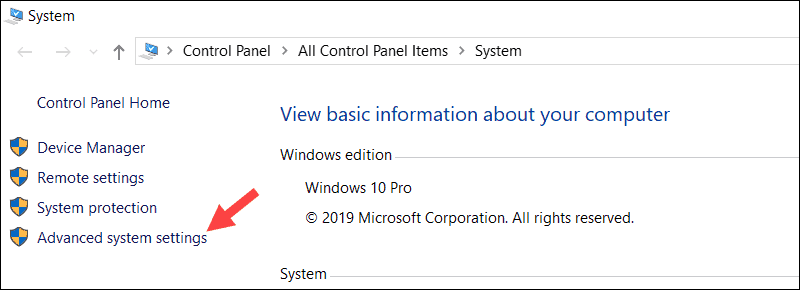 System
Control Panel > All Control Panel Items > System
Control Panel Home
Device Manager
Remote settings
System protection
Advanced system settings
View basic information about your computer
Windows edition
Windows 10 Pro
© 2019 Microsoft Corporation. All rights reserved.
System